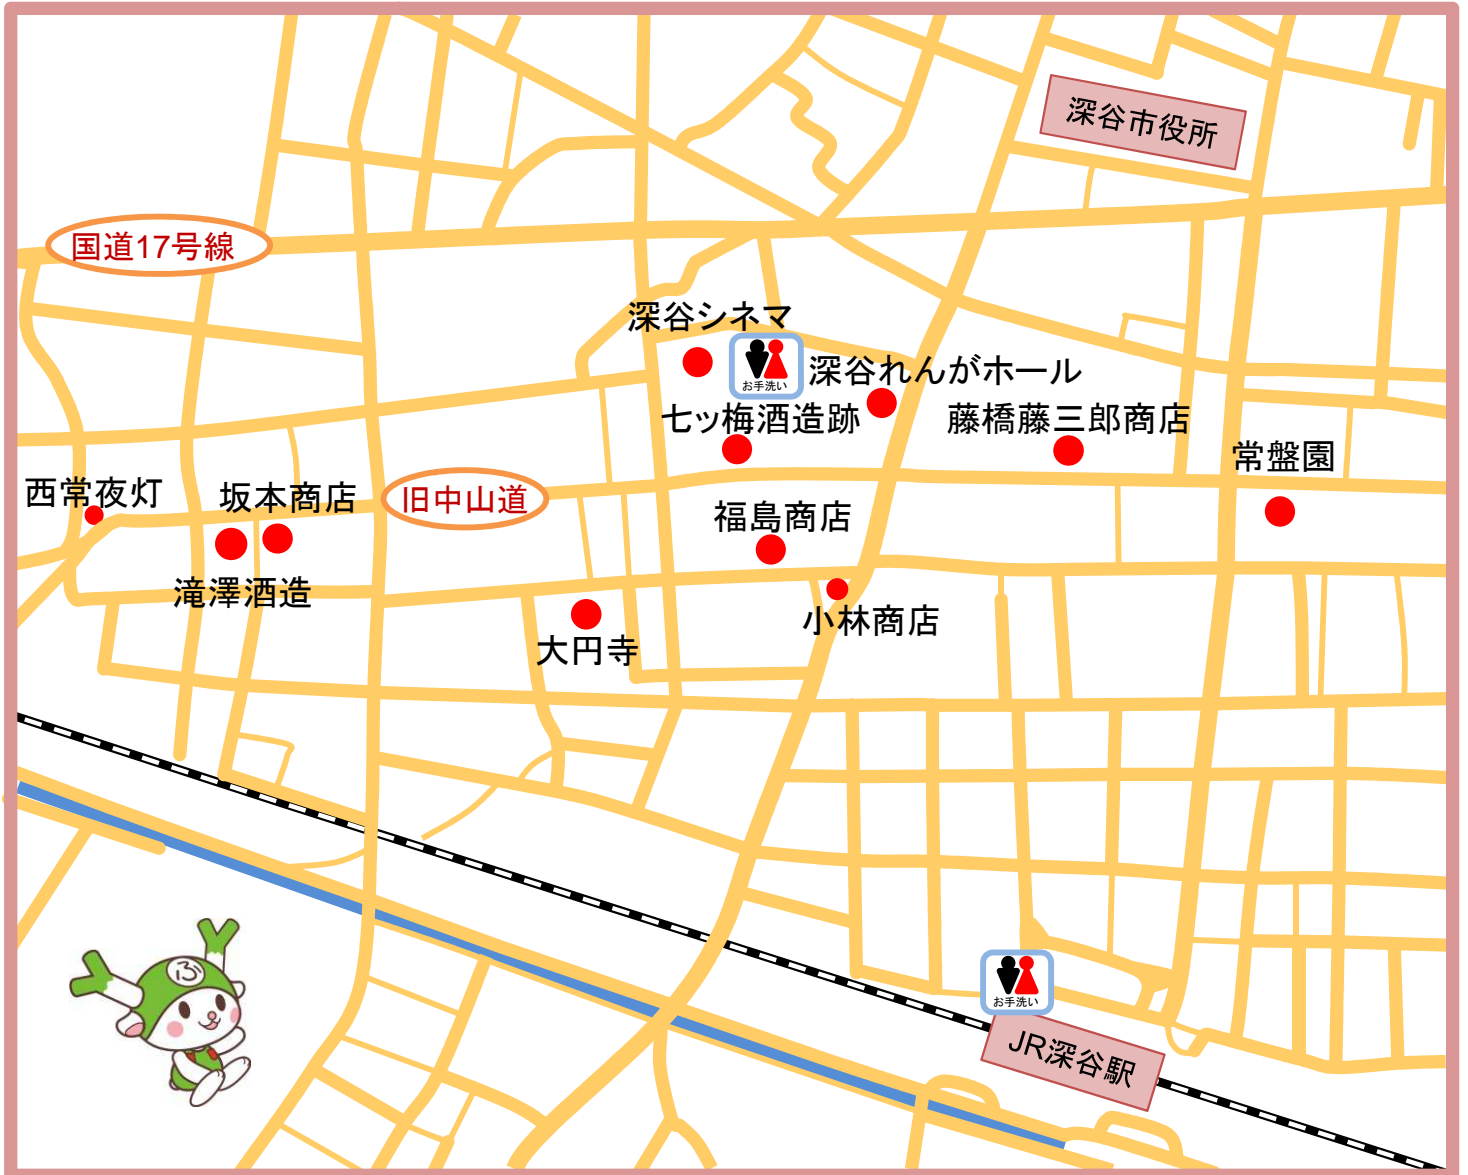 深谷市役所
国道17号線
深谷シネマ
お手洗い
深谷れんがホール
七ッ梅酒造跡
藤橋藤三郎商店
常盤園
西常夜灯
坂本商店
旧中山道
福島商店
滝澤酒造
小林商店
大円寺
ふ
お手洗い
JR深谷駅